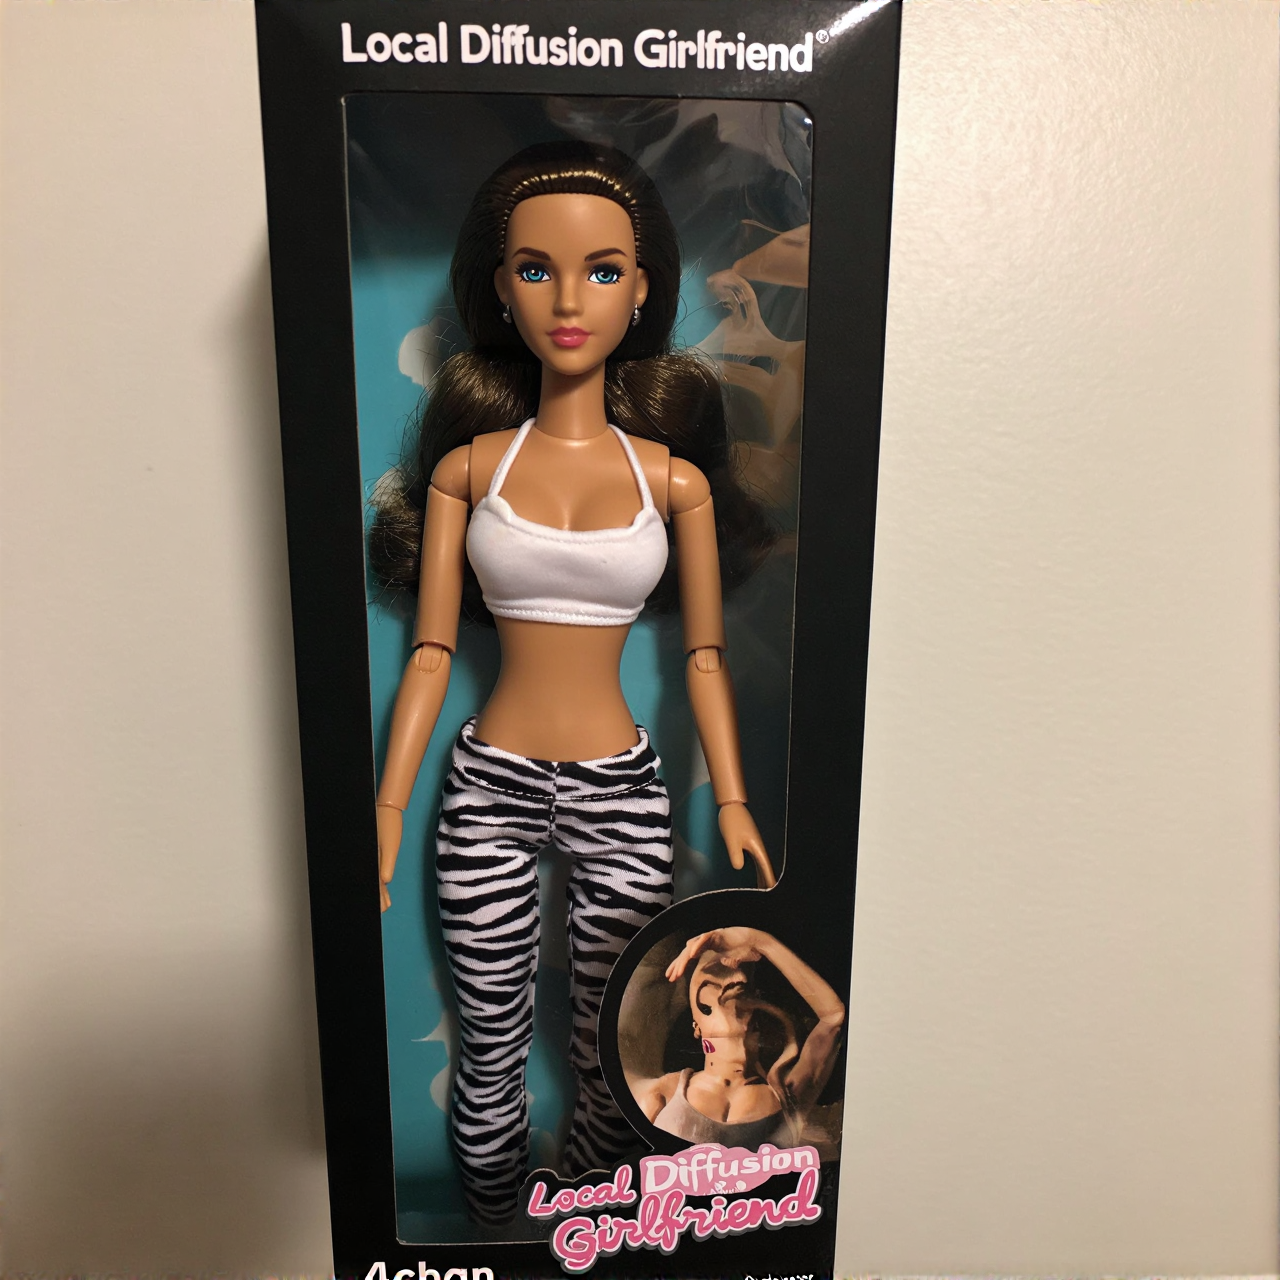 Local Diffusion Girlfriend®
Local Diffusion
Girlfriend
4chan